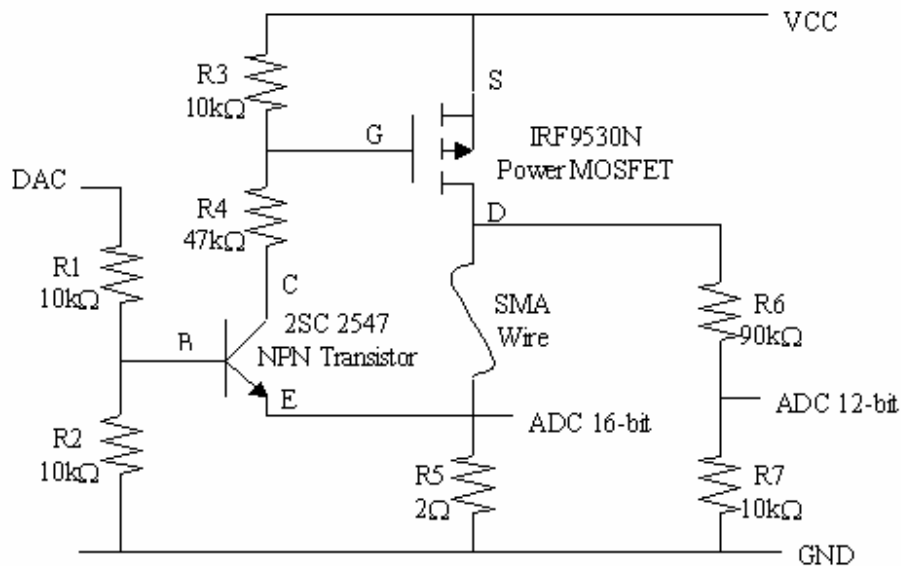 VCC
R3
10kΩ
S
G
IRF9530N
Power MOSFET
DAC
R4
47kΩ
D
R1
10kΩ
C
SMA
Wire
R6
90kΩ
2SC 2547
NPN Transistor
B
E
ADC 16-bit
ADC 12-bit
R2
10kΩ
R5
2Ω
R7
10kΩ
GND